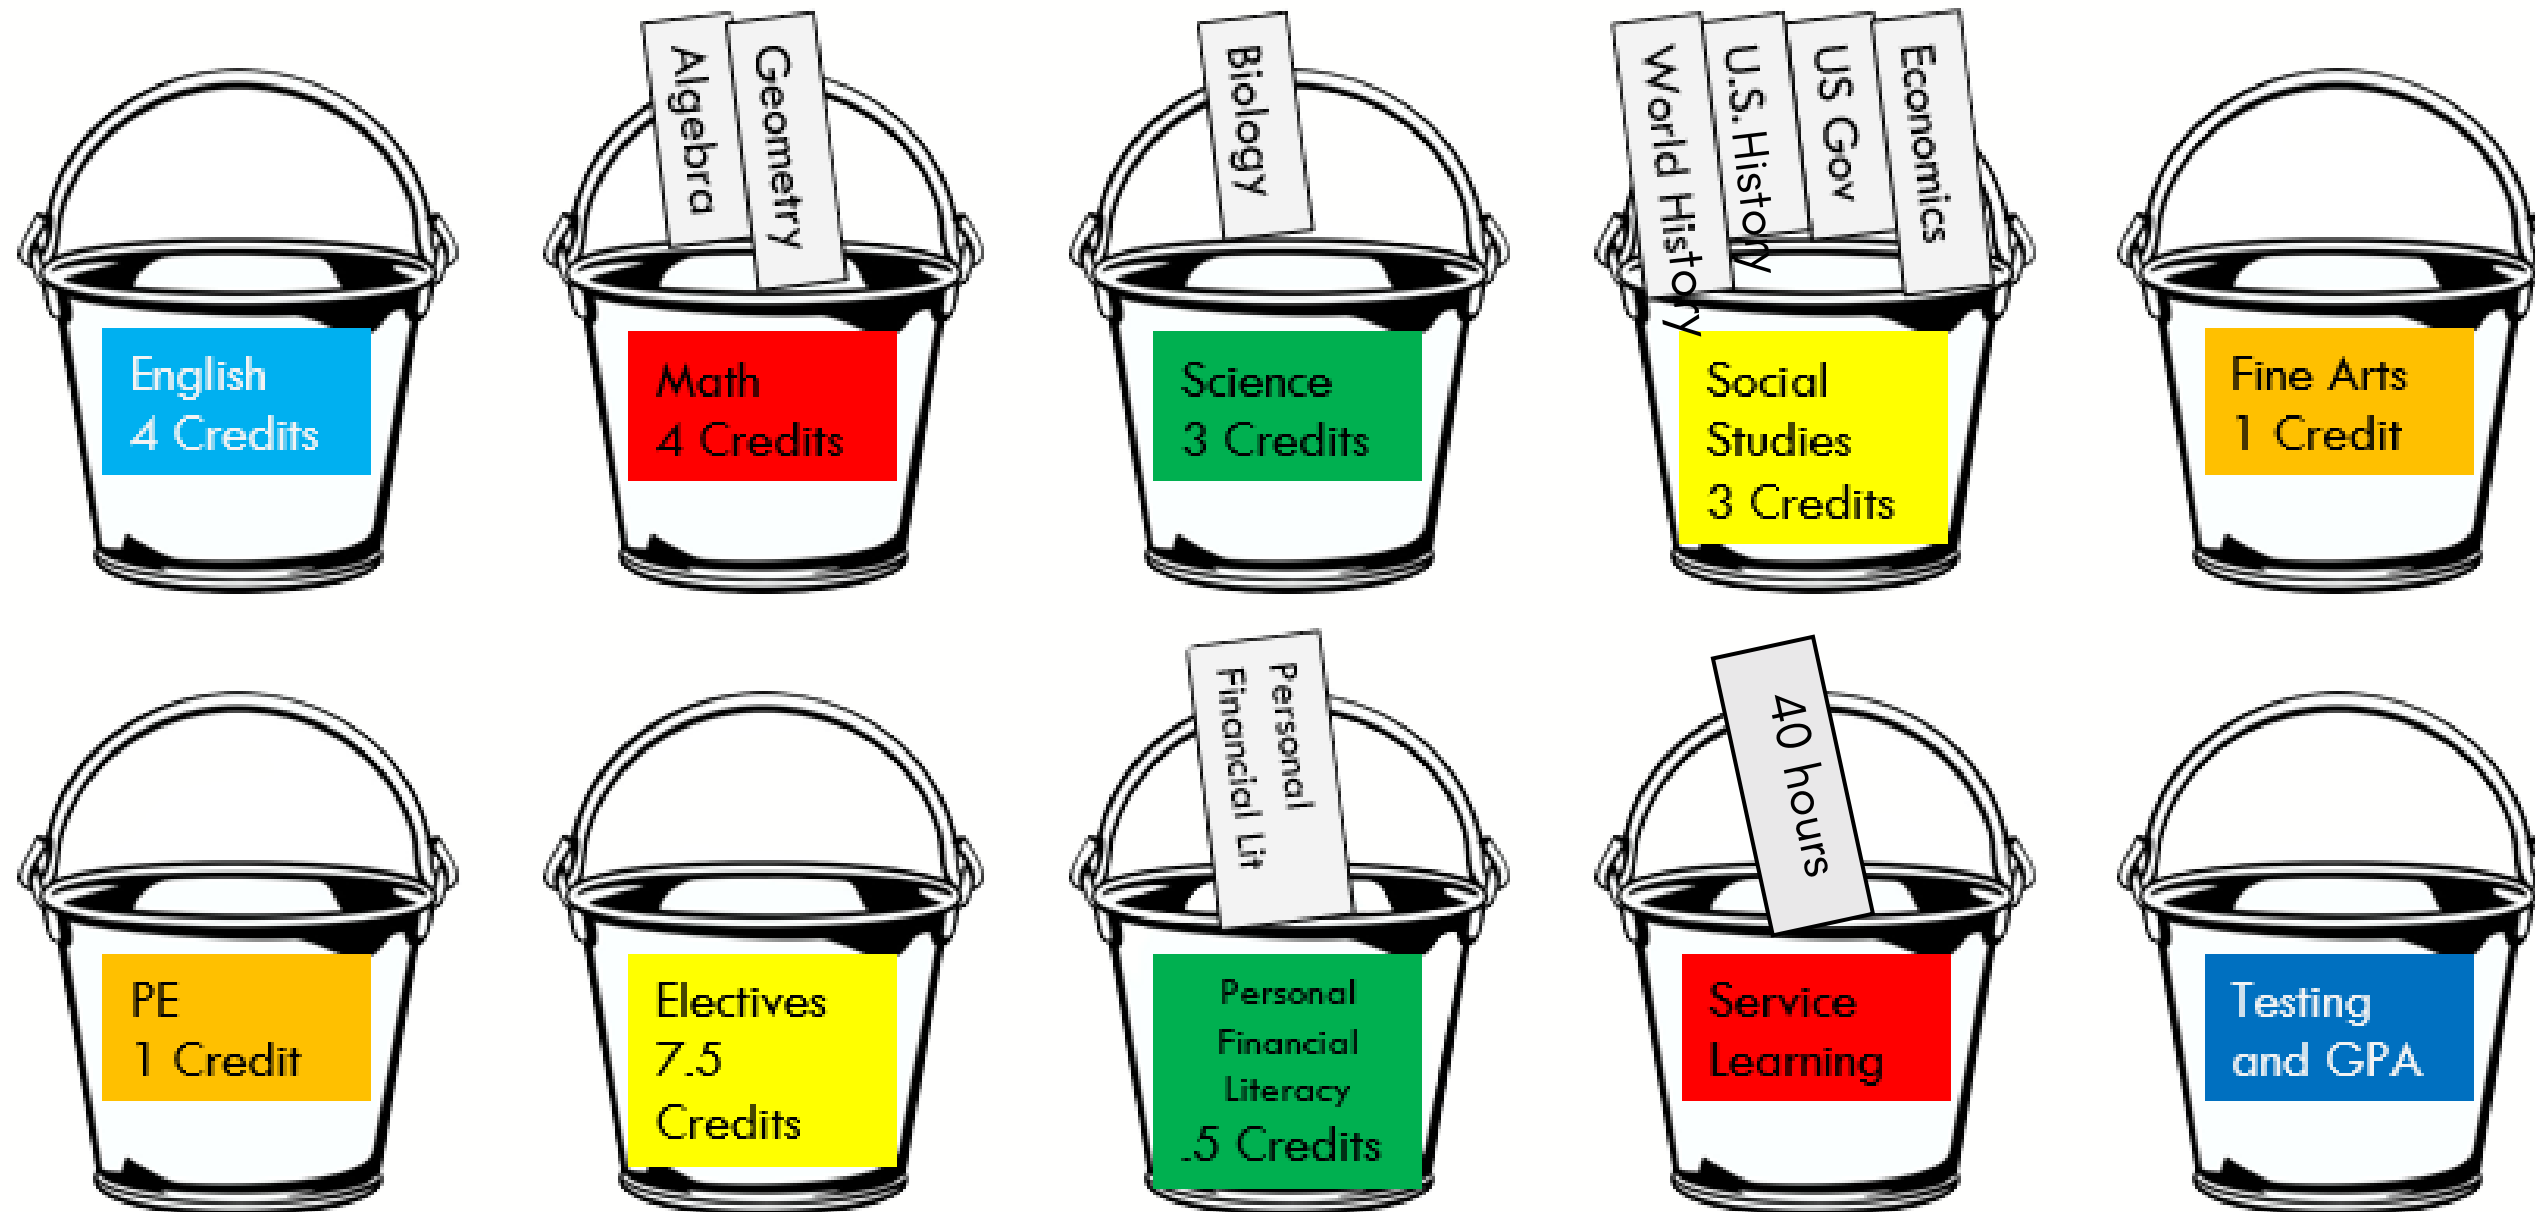 Algebra
Geometry
Biology
World History
U.S. History
US Gov
Economics
English
4 Credits
Math
4 Credits
Science
3 Credits
Social
Studies
3 Credits
Fine Arts
1 Credit
Personal
Financial Lit
40 hours
PE
1 Credit
Electives
7.5
Credits
Personal
Financial
Literacy
.5 Credits
Service
Learning
Testing
and GPA